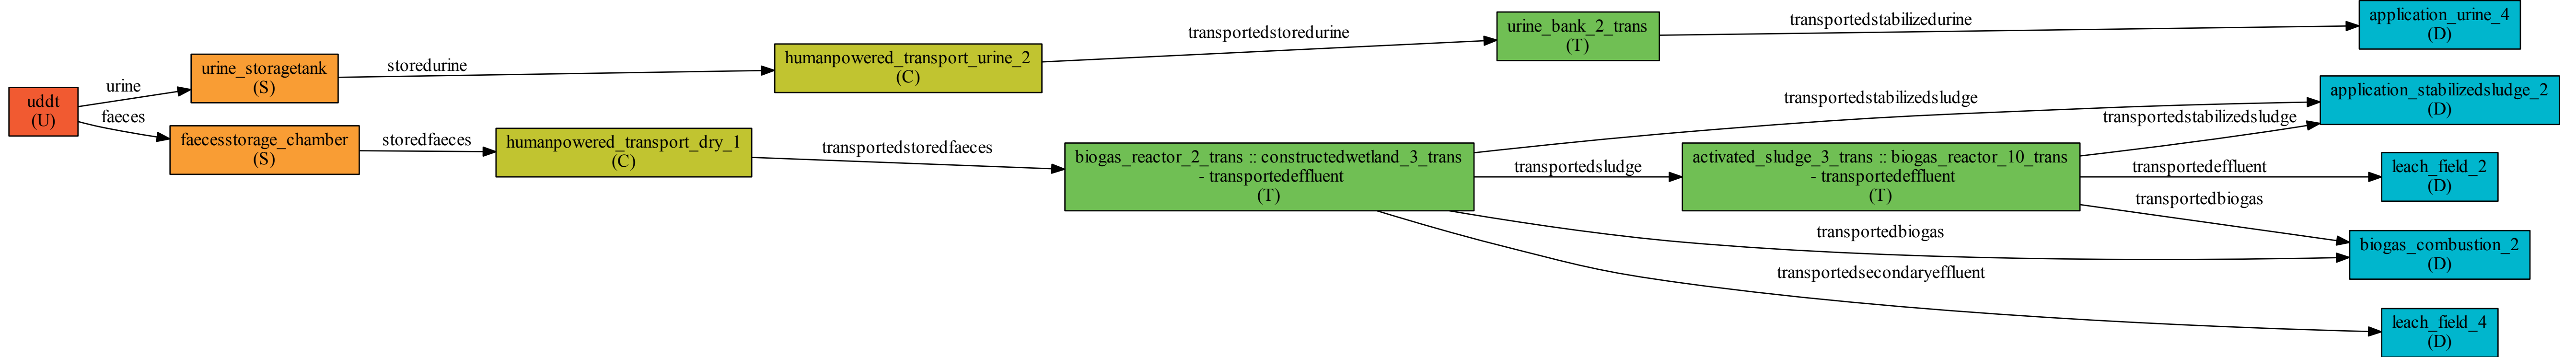 uddt
(U)
urine
faeces
urine_storagetank
(S)
faecesstorage_chamber
(S)
storedurine
storedfaeces
humanpowered_transport_urine_2
(C)
humanpowered_transport_dry_1
(C)
transportedstoredurine
transportedstoredfaeces
urine_bank_2_trans
(T)
biogas_reactor_2_trans :: constructedwetland_3_trans
- transportedeffluent
(T)
transportedsludge
activated_sludge_3_trans :: biogas_reactor_10_trans
- transportedeffluent
(T)
transportedstabilizedurine
transportedstabilizedsludge
transportedstabilizedsludge
transportedeffluent
transportedbiogas
transportedbiogas
transportedsecondaryeffluent
application_urine_4
(D)
application_stabilizedsludge_2
(D)
leach_field_2
(D)
biogas_combustion_2
(D)
leach_field_4
(D)